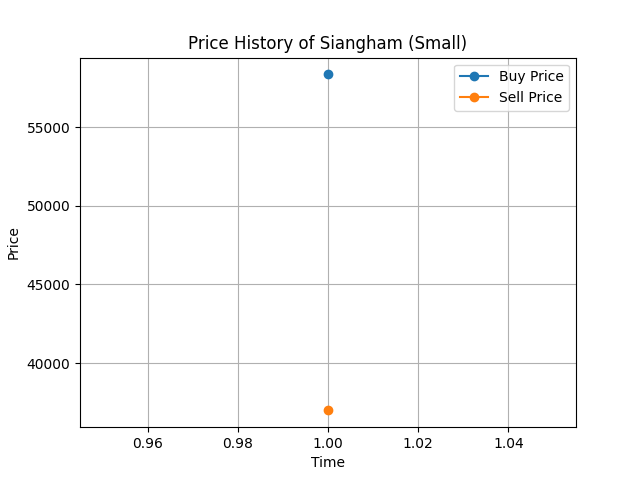 Price History of Siangham (Small)
Buy Price
Sell Price
55000
50000
45000
40000
Price
0.96 0.98 1.00 1.02 1.04
Time